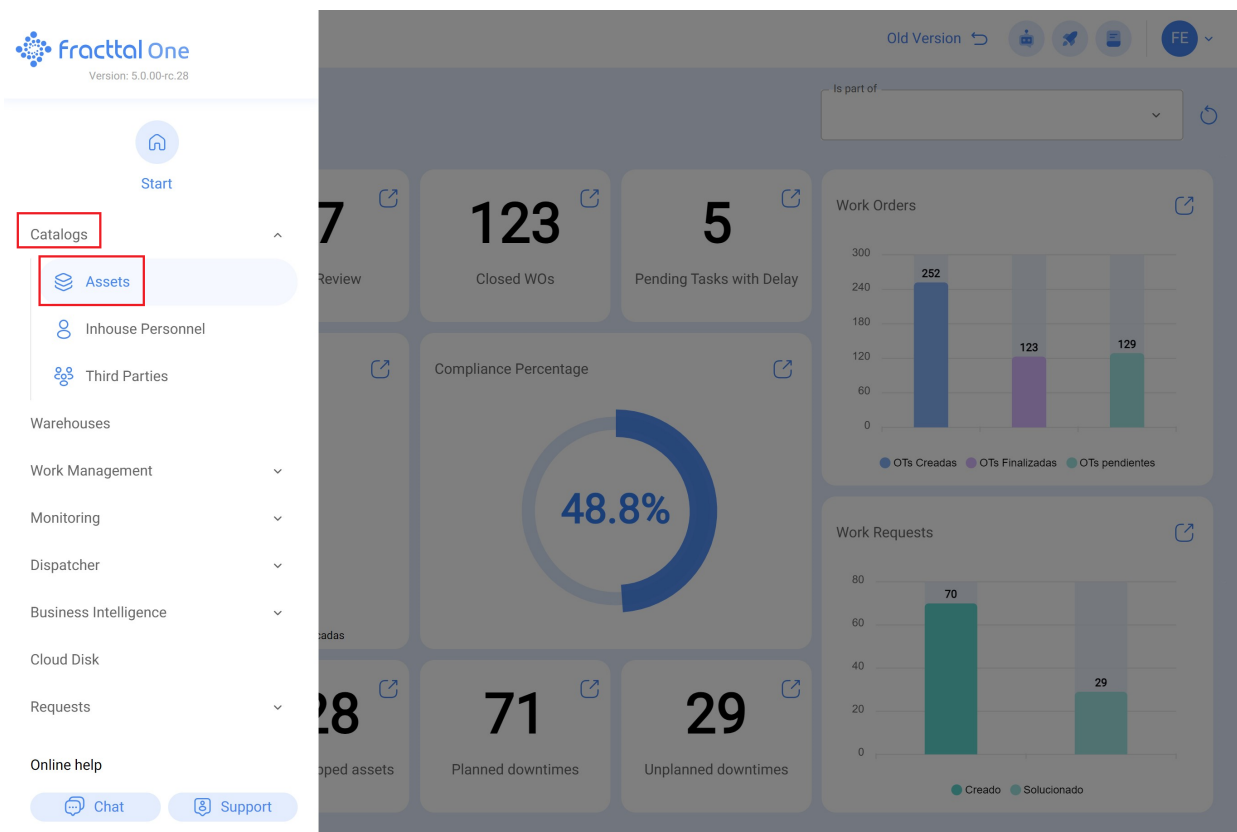 fracttal One
Version: 5.0.00-rc.28
Start
Catalogs
Assets
Inhouse Personnel
Third Parties
Warehouses
Work Management
Monitoring
Dispatcher
Business Intelligence
Cloud Disk
Requests
Online help
Chat
Support
Old Version
FE
Is part of
7
Review
123
Closed WOs
5
Pending Tasks with Delay
Work Orders
300
240
180
120
60
0
252
123
129
OTs Creadas
OTs Finalizadas
OTs pendientes
cadas
Compliance Percentage
48.8%
Work Requests
80
60
40
20
0
70
29
Creado
Solucionado
28
pped assets
71
Planned downtimes
29
Unplanned downtimes